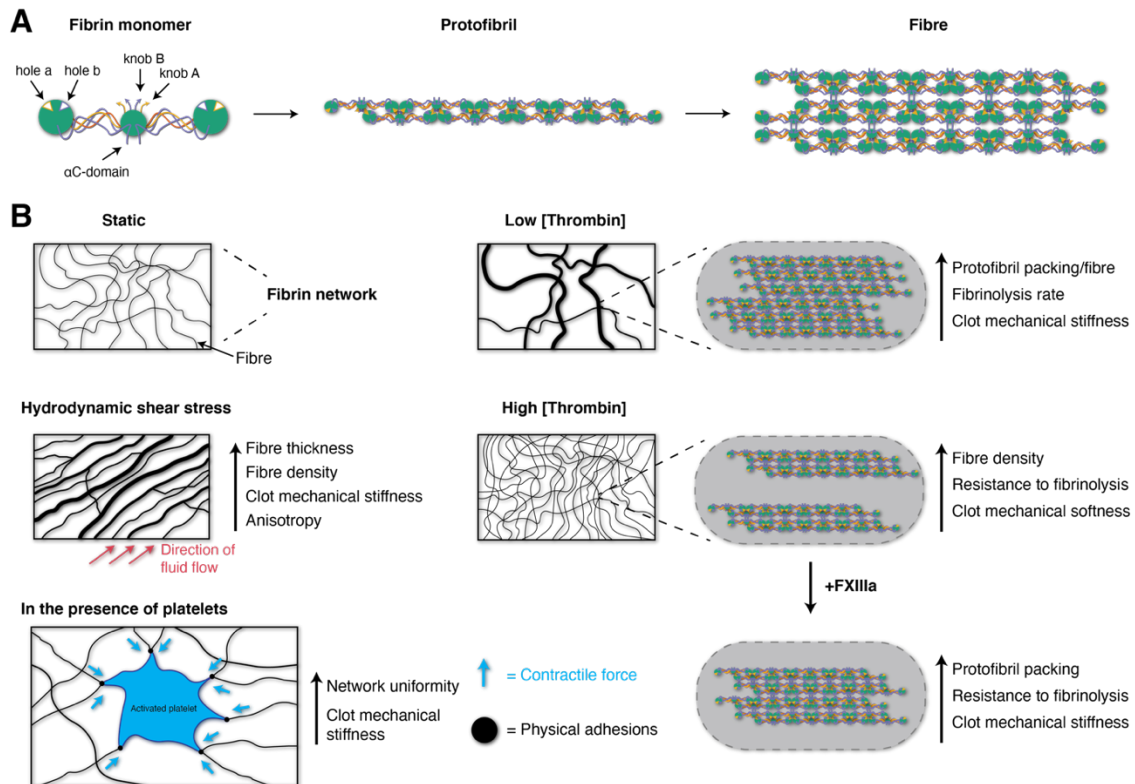 A
Fibrin monomer
Protofibril
Fibre
knob B
hole a
hole b
knob A
αC-domain
B
Static
Fibrin network
Fibre
Low [Thrombin]
Protofibril packing/fibre
Fibrinolysis rate
Clot mechanical stiffness
Hydrodynamic shear stress
Fibre thickness
Fibre density
Clot mechanical stiffness
Anisotropy
Direction of
fluid flow
High [Thrombin]
Fibre density
Resistance to fibrinolysis
Clot mechanical softness
+FXIIIa
In the presence of platelets
Activated platelet
Network uniformity
Clot mechanical
stiffness
= Contractile force
= Physical adhesions
Protofibril packing
Resistance to fibrinolysis
Clot mechanical stiffness